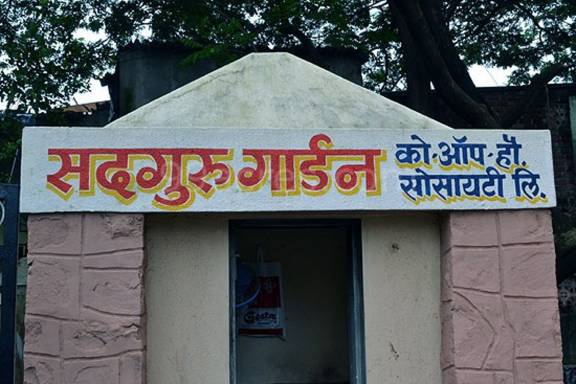 सदगुरु गार्डन को-ऑप-हौ.
सोसायटी लि.